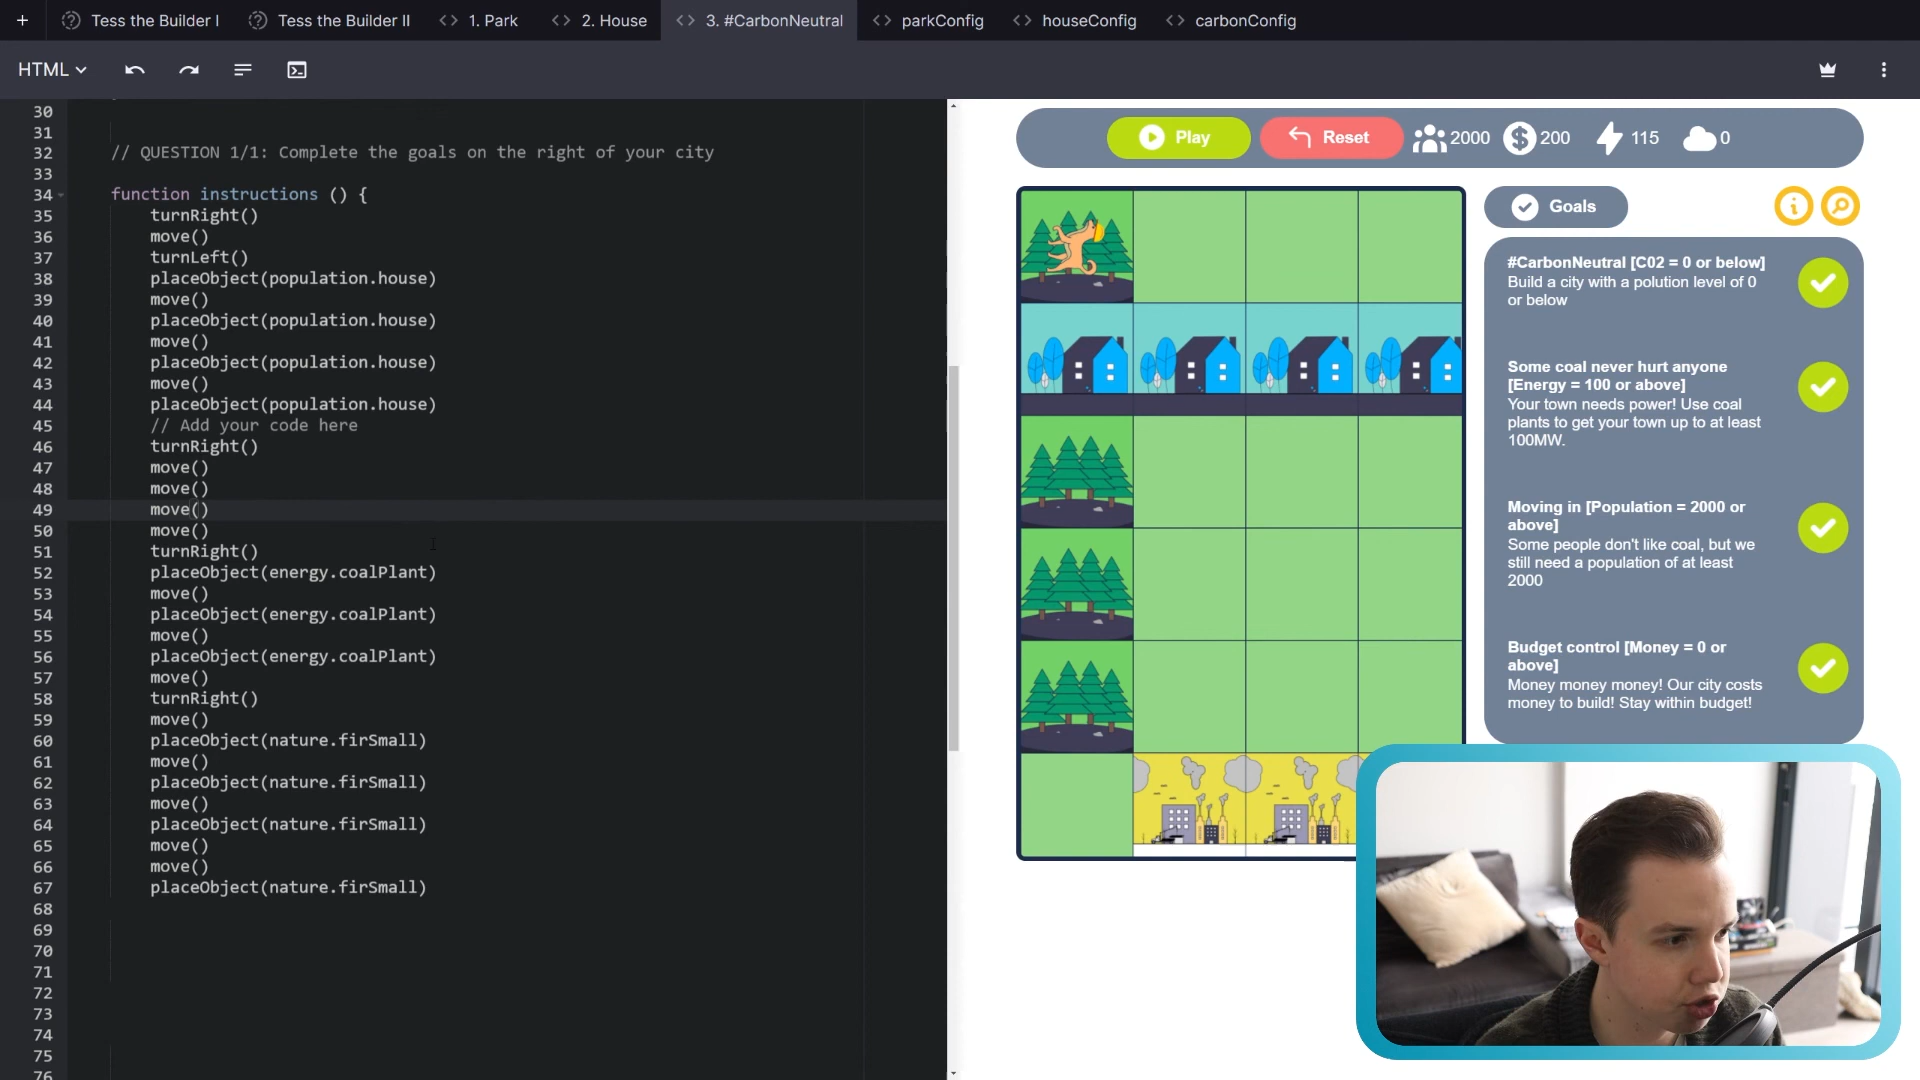 Tess the Builder I
Tess the Builder II
1. Park
2. House
3. #CarbonNeutral
parkConfig
houseConfig
carbonConfig
HTML
30
31
32 // QUESTION 1/1: Complete the goals on the right of your city
33
34 function instructions () {
35 turnRight()
36 move()
37 turnLeft()
38 placeObject(population.house)
39 move()
40 placeObject(population.house)
41 move()
42 placeObject(population.house)
43 move()
44 placeObject(population.house)
45 // Add your code here
46 turnRight()
47 move()
48 move()
49 move()
50 move()
51 turnRight()
52 placeObject(energy.coalPlant)
53 move()
54 placeObject(energy.coalPlant)
55 move()
56 placeObject(energy.coalPlant)
57 move()
58 turnRight()
59 move()
60 placeObject(nature.firSmall)
61 move()
62 placeObject(nature.firSmall)
63 move()
64 placeObject(nature.firSmall)
65 move()
66 move()
67 placeObject(nature.firSmall)
68
69
70
71
72
73
74
75
76
Play
Reset
2000
200
115
0
Goals
#CarbonNeutral [C02 = 0 or below]
Build a city with a polution level of 0
or below
Some coal never hurt anyone
[Energy = 100 or above]
Your town needs power! Use coal
plants to get your town up to at least
100MW.
Moving in [Population = 2000 or
above]
Some people don't like coal, but we
still need a population of at least
2000
Budget control [Money = 0 or
above]
Money money money! Our city costs
money to build! Stay within budget!